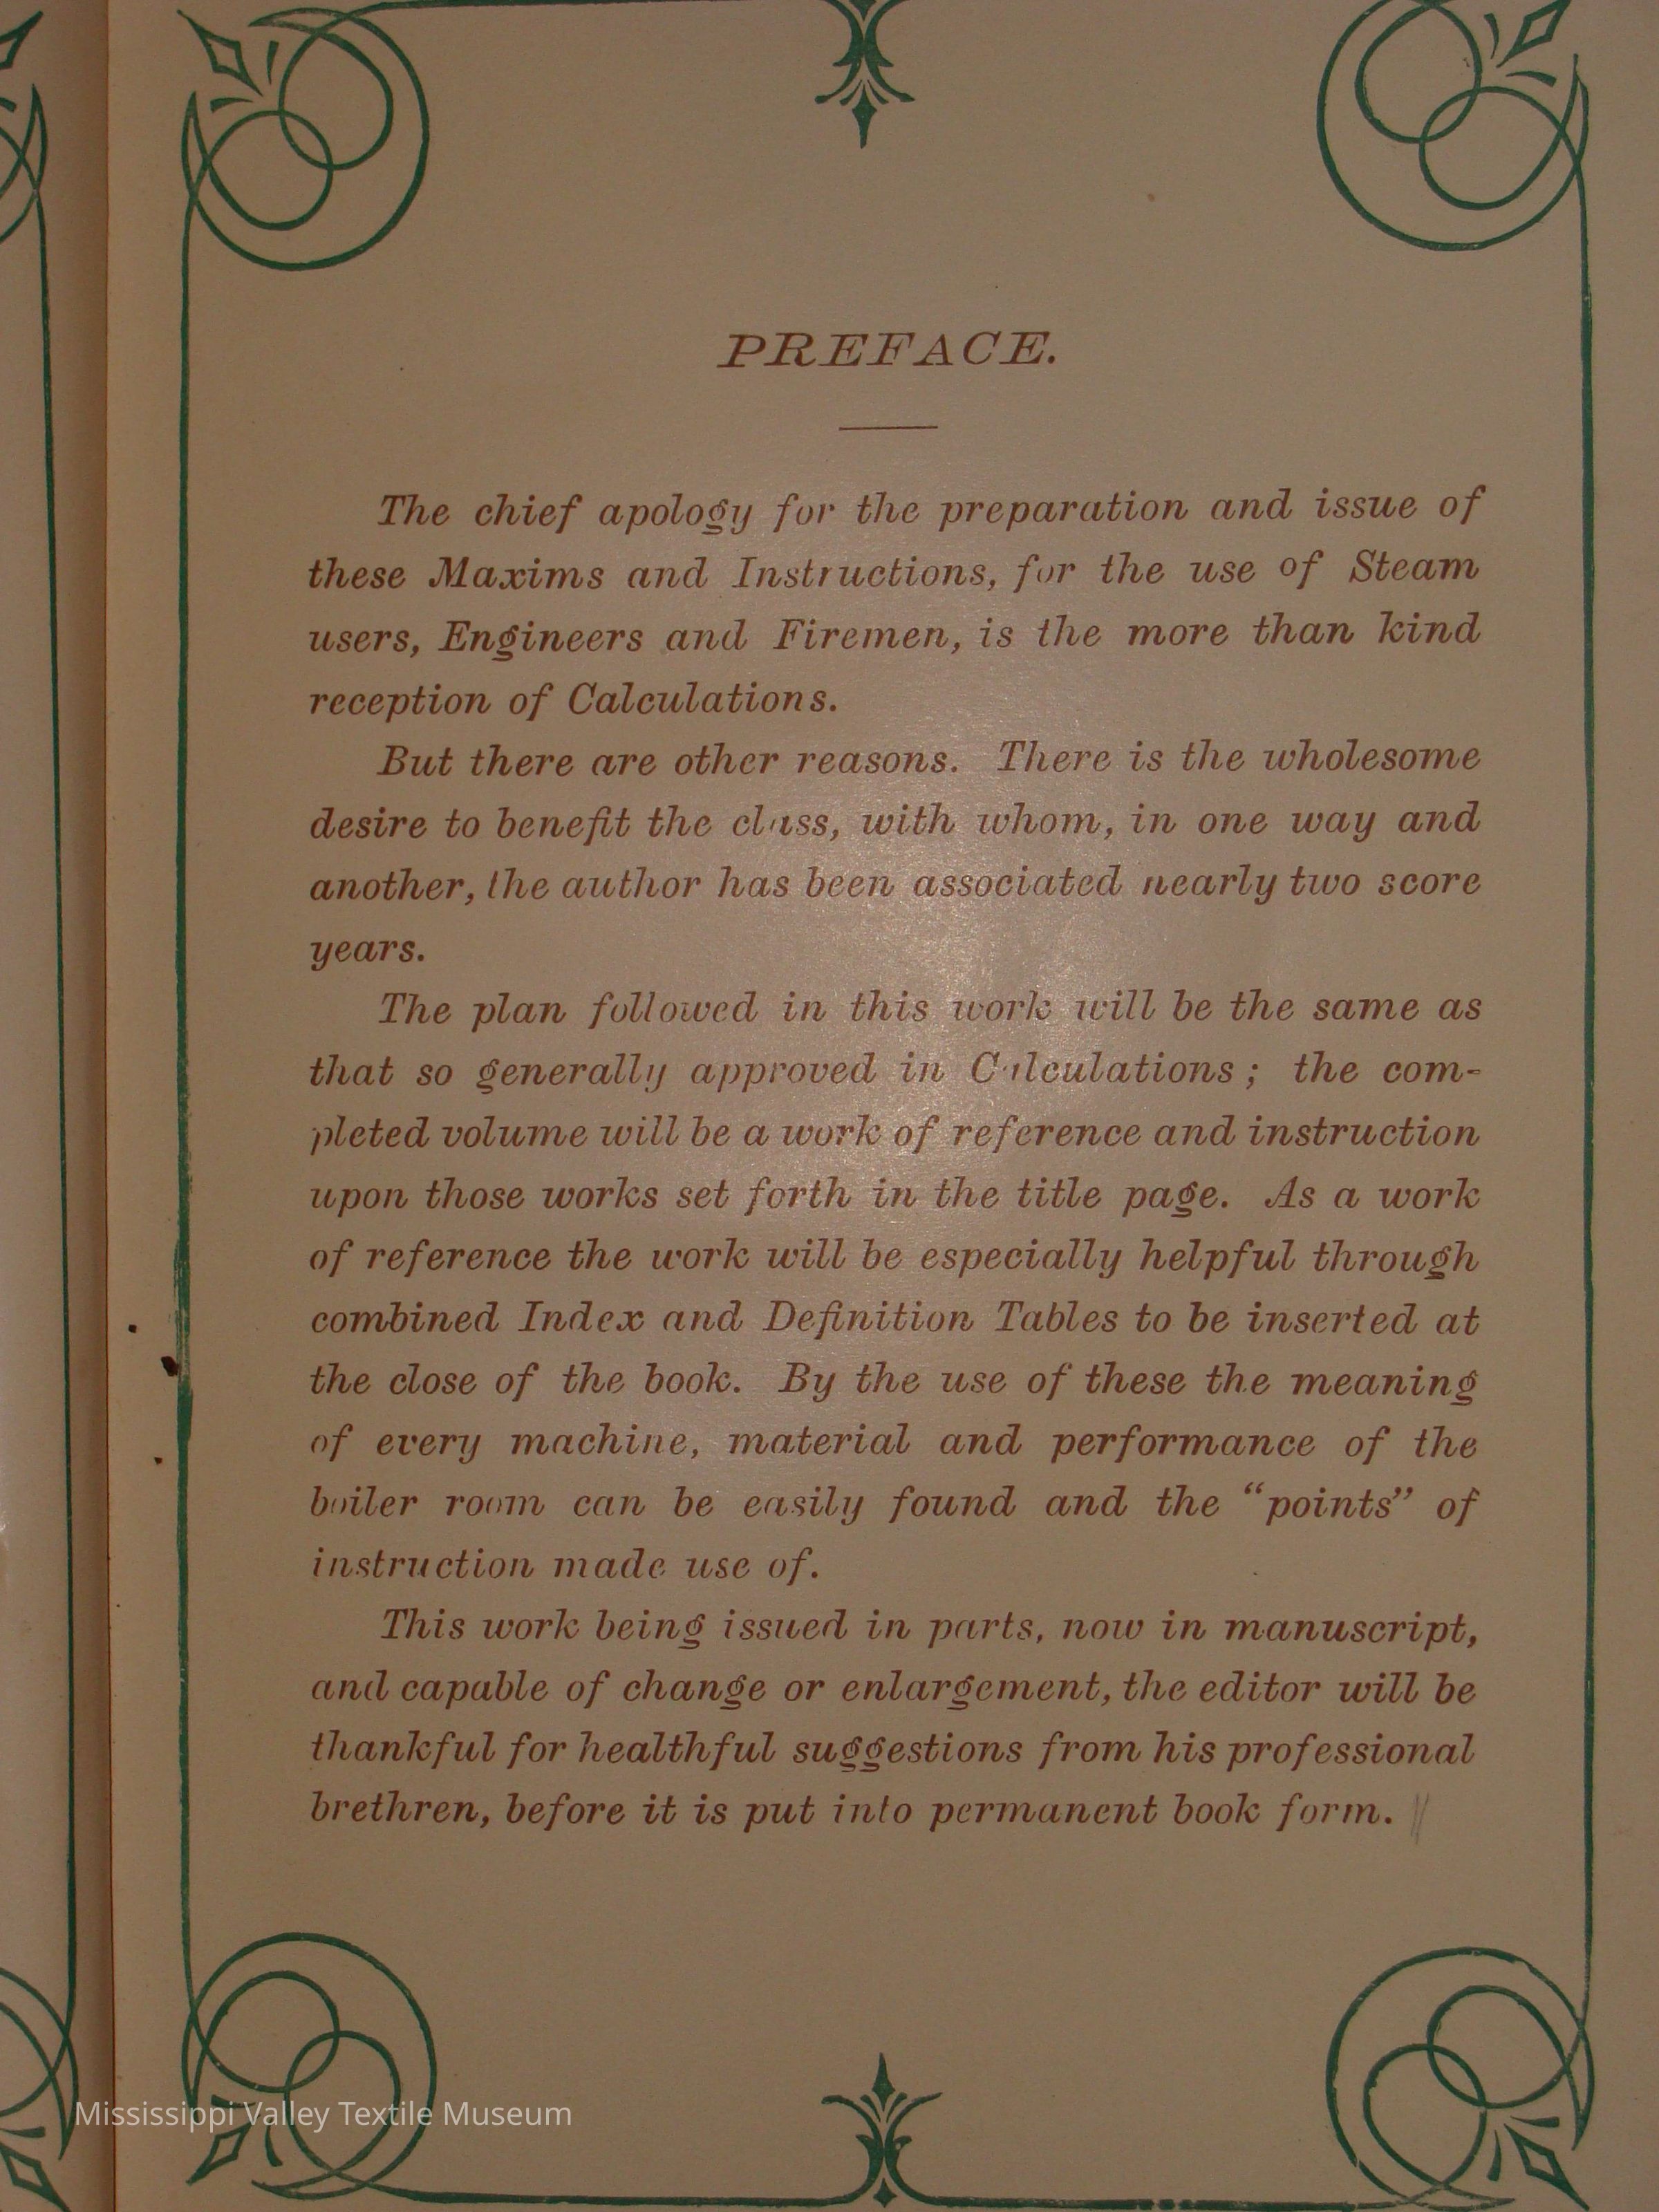 PREFACE.
The chief apology for the preparation and issue of
these Maxims and Instructions, for the use of Steam
users, Engineers and Firemen, is the more than kind
reception of Calculations.
But there are other reasons. There is the wholesome
desire to benefit the class, with whom, in one way and
another, the author has been associated nearly two score
years.
The plan followed in this work will be the same as
that so generally approved in Calculations; the com-
pleted volume will be a work of reference and instruction
upon those works set forth in the title page. As a work
of reference the work will be especially helpful through
combined Index and Definition Tables to be inserted at
the close of the book. By the use of these the meaning
of every machine, material and performance of the
boiler room can be easily found and the “points” of
instruction made use of.
This work being issued in parts, now in manuscript,
and capable of change or enlargement, the editor will be
thankful for healthful suggestions from his professional
brethren, before it is put into permanent book form.
Mississippi Valley Textile Museum